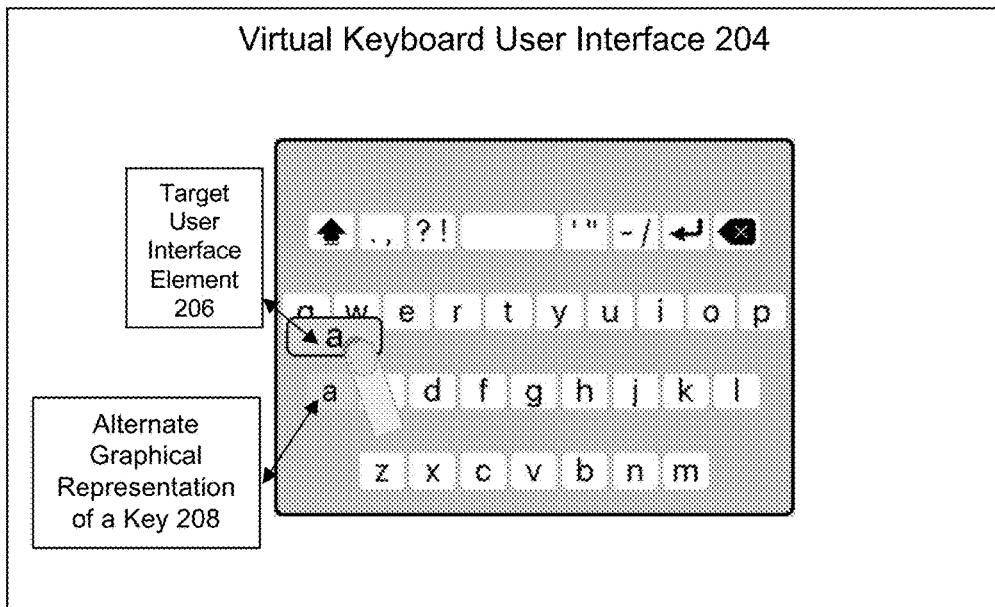 Virtual Keyboard User Interface 204
Target
User
Interface
Element
206
. , ? ! ' " - /
q w e r t y u i o p
a
a d f g h j k l
z x c v b n m
Alternate
Graphical
Representation
of a Key 208